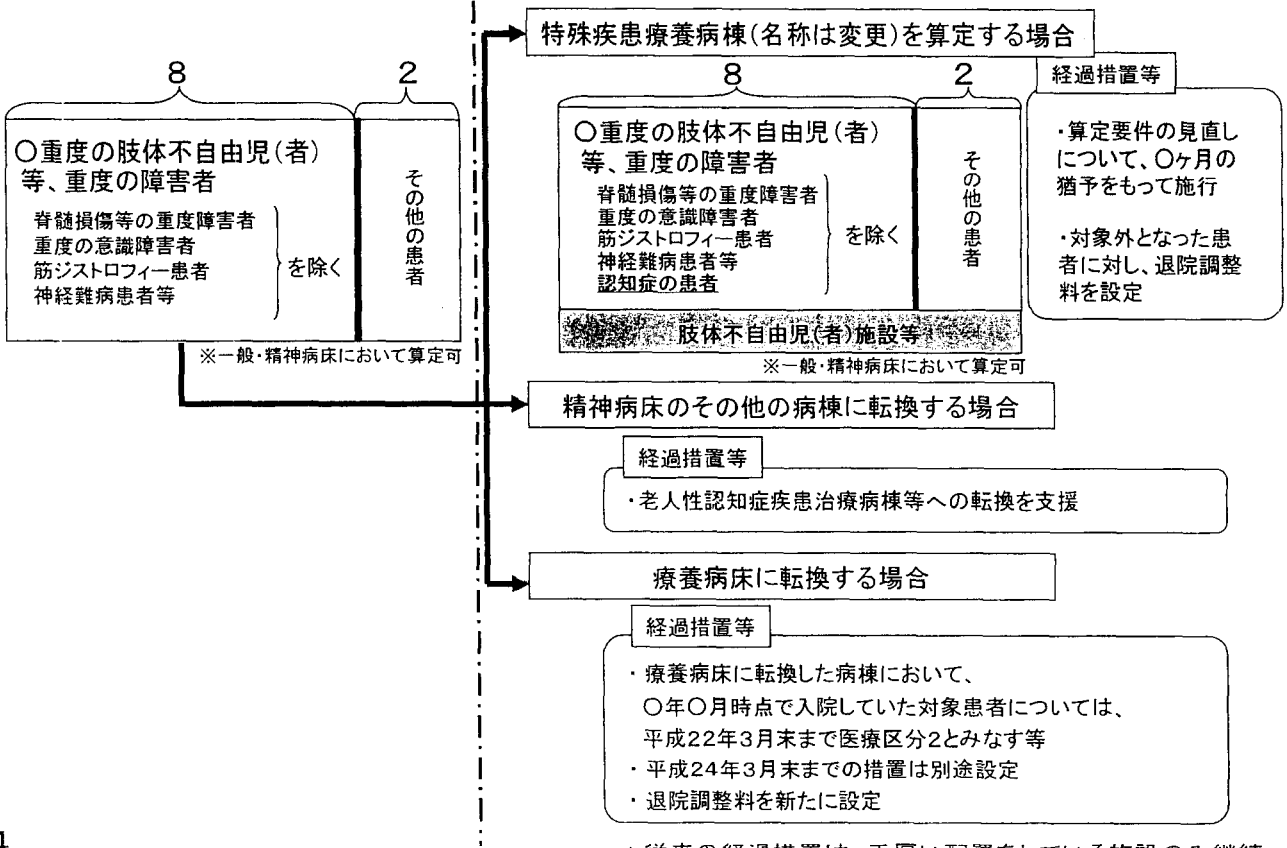 8
2
〇重度の肢体不自由児(者)
等、重度の障害者
脊髄損傷等の重度障害者
重度の意識障害者
筋ジストロフィー患者
神経難病患者等
を除く
その他の患者
※一般・精神病床において算定可
特殊疾患療養病棟(名称は変更)を算定する場合
8
2
〇重度の肢体不自由児(者)
等、重度の障害者
脊髄損傷等の重度障害者
重度の意識障害者
筋ジストロフィー患者
神経難病患者等
認知症の患者
を除く
その他の患者
肢体不自由児(者)施設等
※一般・精神病床において算定可
経過措置等
・算定要件の見直し
について、〇ヶ月の
猶予をもって施行
・対象外となった患
者に対し、退院調整
料を設定
精神病床のその他の病棟に転換する場合
経過措置等
・老人性認知症疾患治療病棟等への転換を支援
療養病床に転換する場合
経過措置等
・療養病床に転換した病棟において、
〇年〇月時点で入院していた対象患者については、
平成22年3月末まで医療区分2とみなす等
・平成24年3月末までの措置は別途設定
・退院調整料を新たに設定